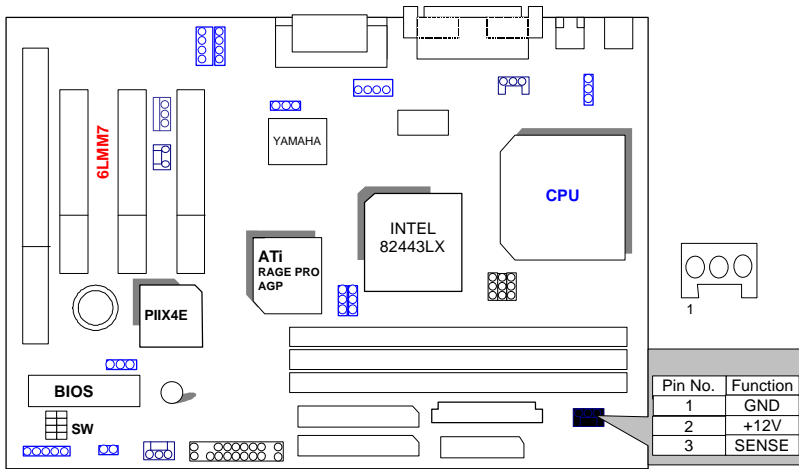 6LMM7
YAMAHA
CPU
INTEL
82443LX
ATi
RAGE PRO
AGP
PIIX4E
1
BIOS
SW
Pin No. Function
1 GND
2 +12V
3 SENSE